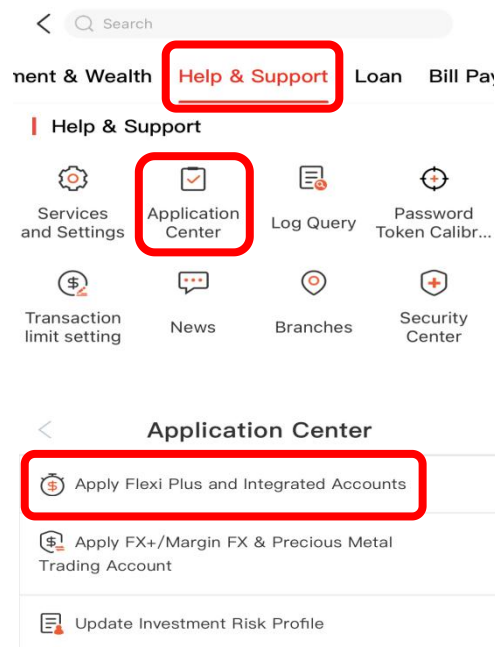 Search
ment & Wealth Help & Support Loan Bill Pay
Help & Support
Services and Settings
Application Center
Log Query
Password Token Calibr...
Transaction limit setting
News
Branches
Security Center
Application Center
Apply Flexi Plus and Integrated Accounts
Apply FX+/Margin FX & Precious Metal
Trading Account
Update Investment Risk Profile